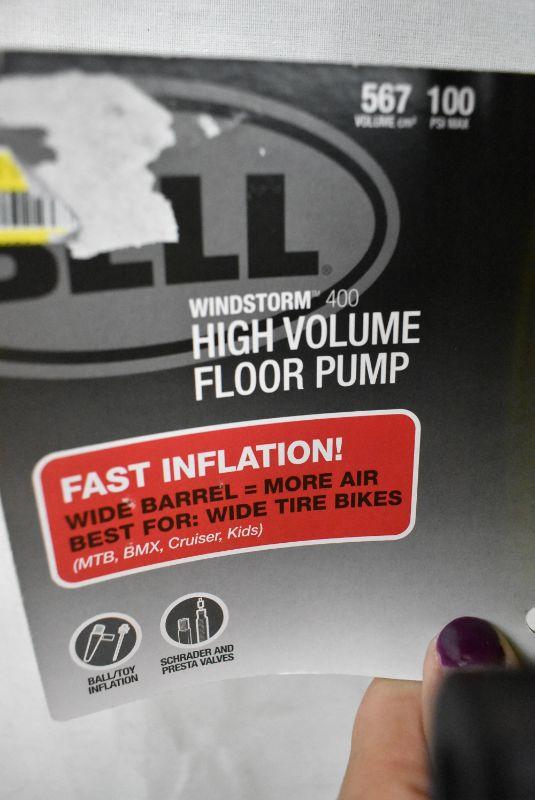 567 100
VOLUME cm³ PSI MAX
BELL®
WINDSTORM™ 400
HIGH VOLUME
FLOOR PUMP
FAST INFLATION!
WIDE BARREL = MORE AIR
BEST FOR: WIDE TIRE BIKES
(MTB, BMX, Cruiser, Kids)
BALL/TOY
INFLATION
SCHRADER AND
PRESTA VALVES